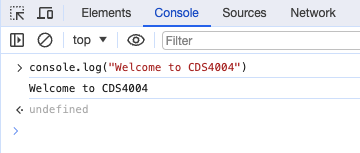 Elements Console Sources Network
top Filter
console.log("Welcome to CDS4004")
Welcome to CDS4004
undefined